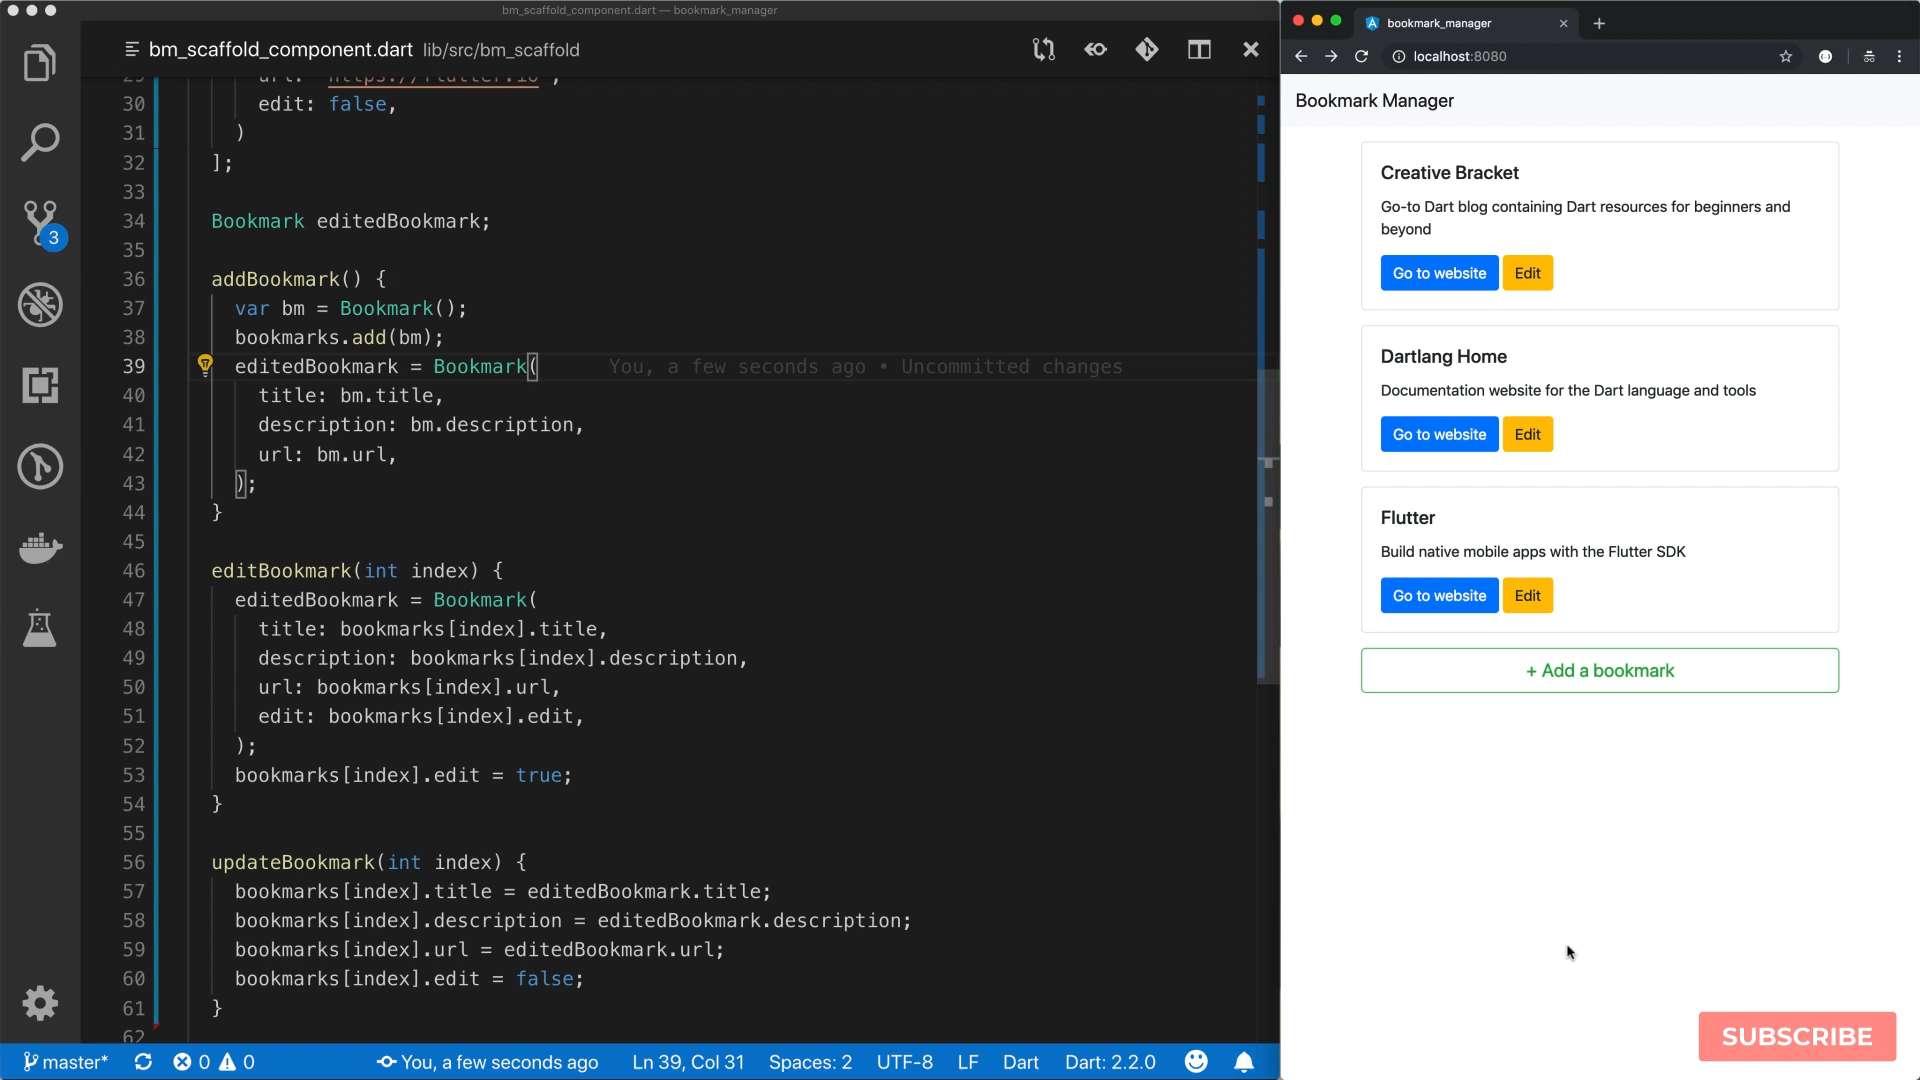 bm_scaffold_component.dart — bookmark_manager
bm_scaffold_component.dart lib/src/bm_scaffold
29 url: "https://flutter.io",
30 edit: false,
31 )
32 ];
33
34 Bookmark editedBookmark;
35
36 addBookmark() {
37 var bm = Bookmark();
38 bookmarks.add(bm);
39 editedBookmark = Bookmark( You, a few seconds ago • Uncommitted changes
40 title: bm.title,
41 description: bm.description,
42 url: bm.url,
43 );
44 }
45
46 editBookmark(int index) {
47 editedBookmark = Bookmark(
48 title: bookmarks[index].title,
49 description: bookmarks[index].description,
50 url: bookmarks[index].url,
51 edit: bookmarks[index].edit,
52 );
53 bookmarks[index].edit = true;
54 }
55
56 updateBookmark(int index) {
57 bookmarks[index].title = editedBookmark.title;
58 bookmarks[index].description = editedBookmark.description;
59 bookmarks[index].url = editedBookmark.url;
60 bookmarks[index].edit = false;
61 }
62
3
master* 0 0 You, a few seconds ago Ln 39, Col 31 Spaces: 2 UTF-8 LF Dart Dart: 2.2.0
bookmark_manager
localhost:8080
Bookmark Manager
Creative Bracket
Go-to Dart blog containing Dart resources for beginners and
beyond
Go to website Edit
Dartlang Home
Documentation website for the Dart language and tools
Go to website Edit
Flutter
Build native mobile apps with the Flutter SDK
Go to website Edit
+ Add a bookmark
SUBSCRIBE